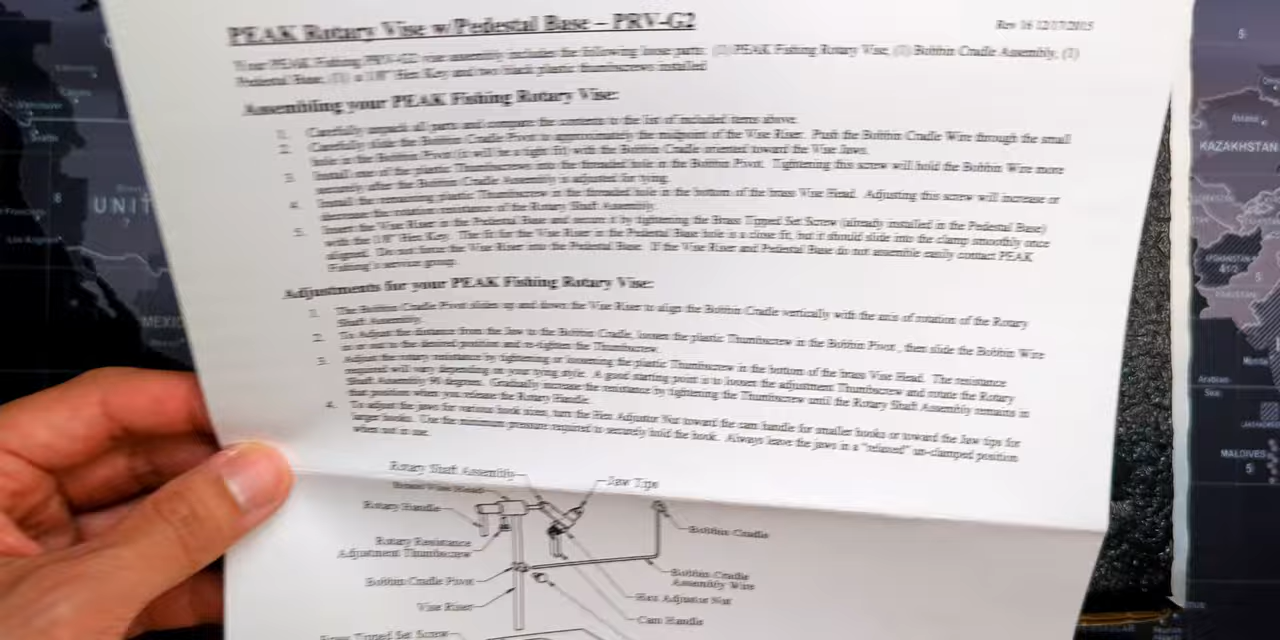 PEAK Rotary Vise w/Pedestal Base – PRV-G2
Rev 16 12/17/2015
Your PEAK Fishing PRV-G2 vise assembly includes the following loose parts: (1) PEAK Fishing Rotary Vise, (1) Bobbin Cradle Assembly, (1)
Pedestal Base, (1) a 1/8" Hex Key and two black plastic thumbscrews installed
Assembling your PEAK Fishing Rotary Vise:
1. Carefully unpack all parts and compare the contents to the list of included items above.
2. Carefully slide the Bobbin Cradle Pivot to approximately the midpoint of the Vise Riser. Push the Bobbin Cradle Wire through the small
hole in the Bobbin Pivot (it will be a snug fit) with the Bobbin Cradle oriented toward the Vise Jaws.
3. Install one of the plastic Thumbscrews into the threaded hole in the Bobbin Pivot. Tightening this screw will hold the Bobbin Wire more
securely after the Bobbin Cradle Assembly is adjusted for tying.
4. Install the remaining plastic Thumbscrew in the threaded hole in the bottom of the brass Vise Head. Adjusting this screw will increase or
decrease the rotation resistance of the Rotary Shaft Assembly.
5. Insert the Vise Riser in the Pedestal Base and secure it by tightening the Brass Tipped Set Screw (already installed in the Pedestal Base)
with the 1/8" Hex Key. The fit for the Vise Riser in the Pedestal Base hole is a close fit, but it should slide into the clamp smoothly once
aligned. Do not force the Vise Riser into the Pedestal Base. If the Vise Riser and Pedestal Base do not assemble easily contact PEAK
Fishing's service group.
Adjustments for your PEAK Fishing Rotary Vise:
1. The Bobbin Cradle Pivot slides up and down the Vise Riser to align the Bobbin Cradle vertically with the axis of rotation of the Rotary
Shaft Assembly.
2. To Adjust the distance from the Jaw to the Bobbin Cradle, loosen the plastic Thumbscrew in the Bobbin Pivot , then slide the Bobbin Wire
in or out to the desired position and re-tighten the Thumbscrew.
3. Adjust the rotary resistance by tightening or loosening the plastic Thumbscrew in the bottom of the brass Vise Head. The resistance
required will vary depending on your tying style. A good starting point is to loosen the adjustment Thumbscrew and rotate the Rotary
Shaft Assembly 90 degrees. Gradually increase the resistance by tightening the Thumbscrew until the Rotary Shaft Assembly remains in
that position when you release the Rotary Handle.
4. To adjust the jaws for various hook sizes, turn the Hex Adjustor Nut toward the cam handle for smaller hooks or toward the Jaw tips for
larger hooks. Use the minimum pressure required to securely hold the hook. Always leave the jaws in a "relaxed" un-clamped position
when not in use.
Rotary Shaft Assembly
Jaw Tips
Brass Vise Head
Rotary Handle
Bobbin Cradle
Rotary Resistance
Adjustment Thumbscrew
Bobbin Cradle Pivot
Bobbin Cradle
Assembly Wire
Hex Adjustor Nut
Vise Riser
Cam Handle
Brass Tipped Set Screw
UNIT
MEXIC
KAZAKHSTAN
Astana
AFGHANISTAN
PAKISTAN
Arabian
Sea
MALDIVES
5